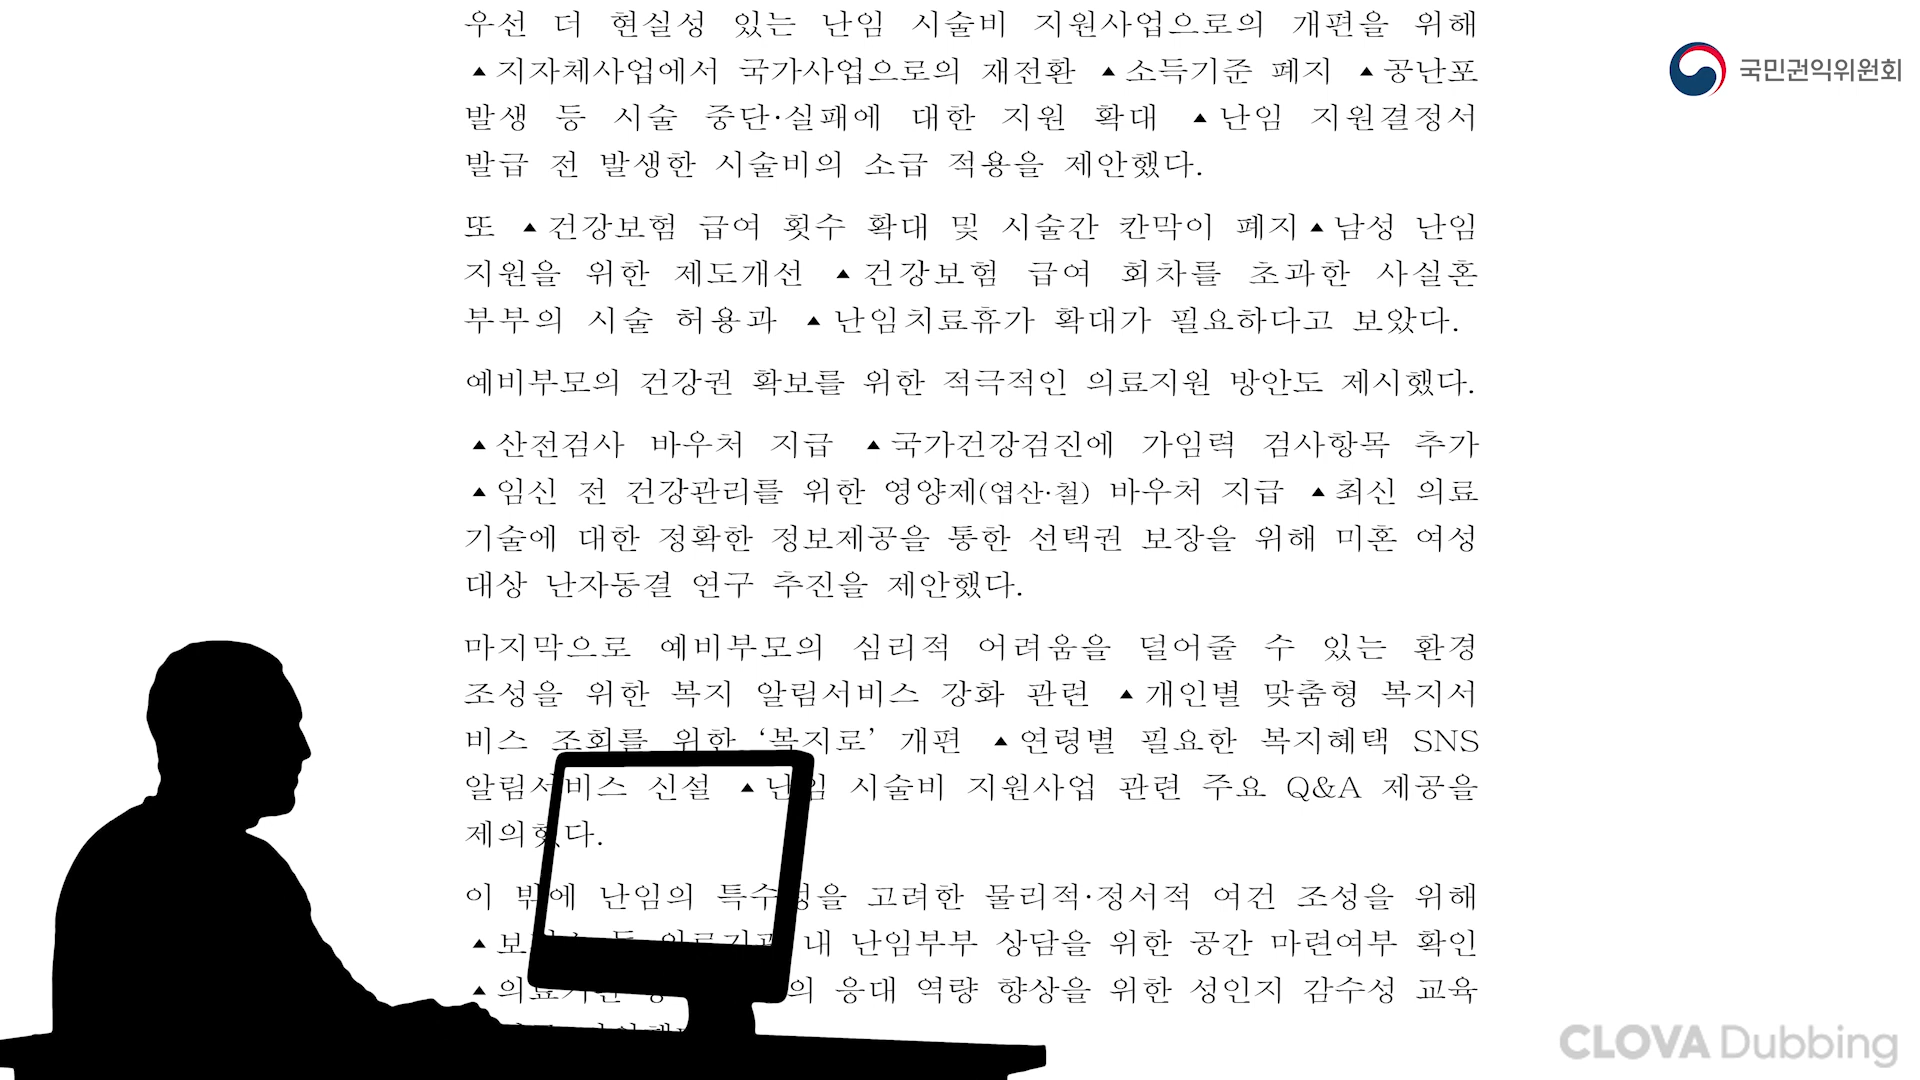 우선 더 현실성 있는 난임 시술비 지원사업으로의 개편을 위해
▲지자체사업에서 국가사업으로의 재전환 ▲소득기준 폐지 ▲공난포
발생 등 시술 중단·실패에 대한 지원 확대 ▲난임 지원결정서
발급 전 발생한 시술비의 소급 적용을 제안했다.
또 ▲건강보험 급여 횟수 확대 및 시술간 칸막이 폐지▲남성 난임
지원을 위한 제도개선 ▲건강보험 급여 회차를 초과한 사실혼
부부의 시술 허용과 ▲난임치료휴가 확대가 필요하다고 보았다.
예비부모의 건강권 확보를 위한 적극적인 의료지원 방안도 제시했다.
▲산전검사 바우처 지급 ▲국가건강검진에 가임력 검사항목 추가
▲임신 전 건강관리를 위한 영양제(엽산·철) 바우처 지급 ▲최신 의료
기술에 대한 정확한 정보제공을 통한 선택권 보장을 위해 미혼 여성
대상 난자동결 연구 추진을 제안했다.
마지막으로 예비부모의 심리적 어려움을 덜어줄 수 있는 환경
조성을 위한 복지 알림서비스 강화 관련 ▲개인별 맞춤형 복지서
비스 조회를 위한 ‘복지로’ 개편 ▲연령별 필요한 복지혜택 SNS
알림서비스 신설 ▲난임 시술비 지원사업 관련 주요 Q&A 제공을
제의했다.
이 밖에 난임의 특수성을 고려한 물리적·정서적 여건 조성을 위해
▲ 내 난임부부 상담을 위한 공간 마련여부 확인
▲ 응대 역량 향상을 위한 성인지 감수성 교육
국민권익위원회
CLOVA Dubbing